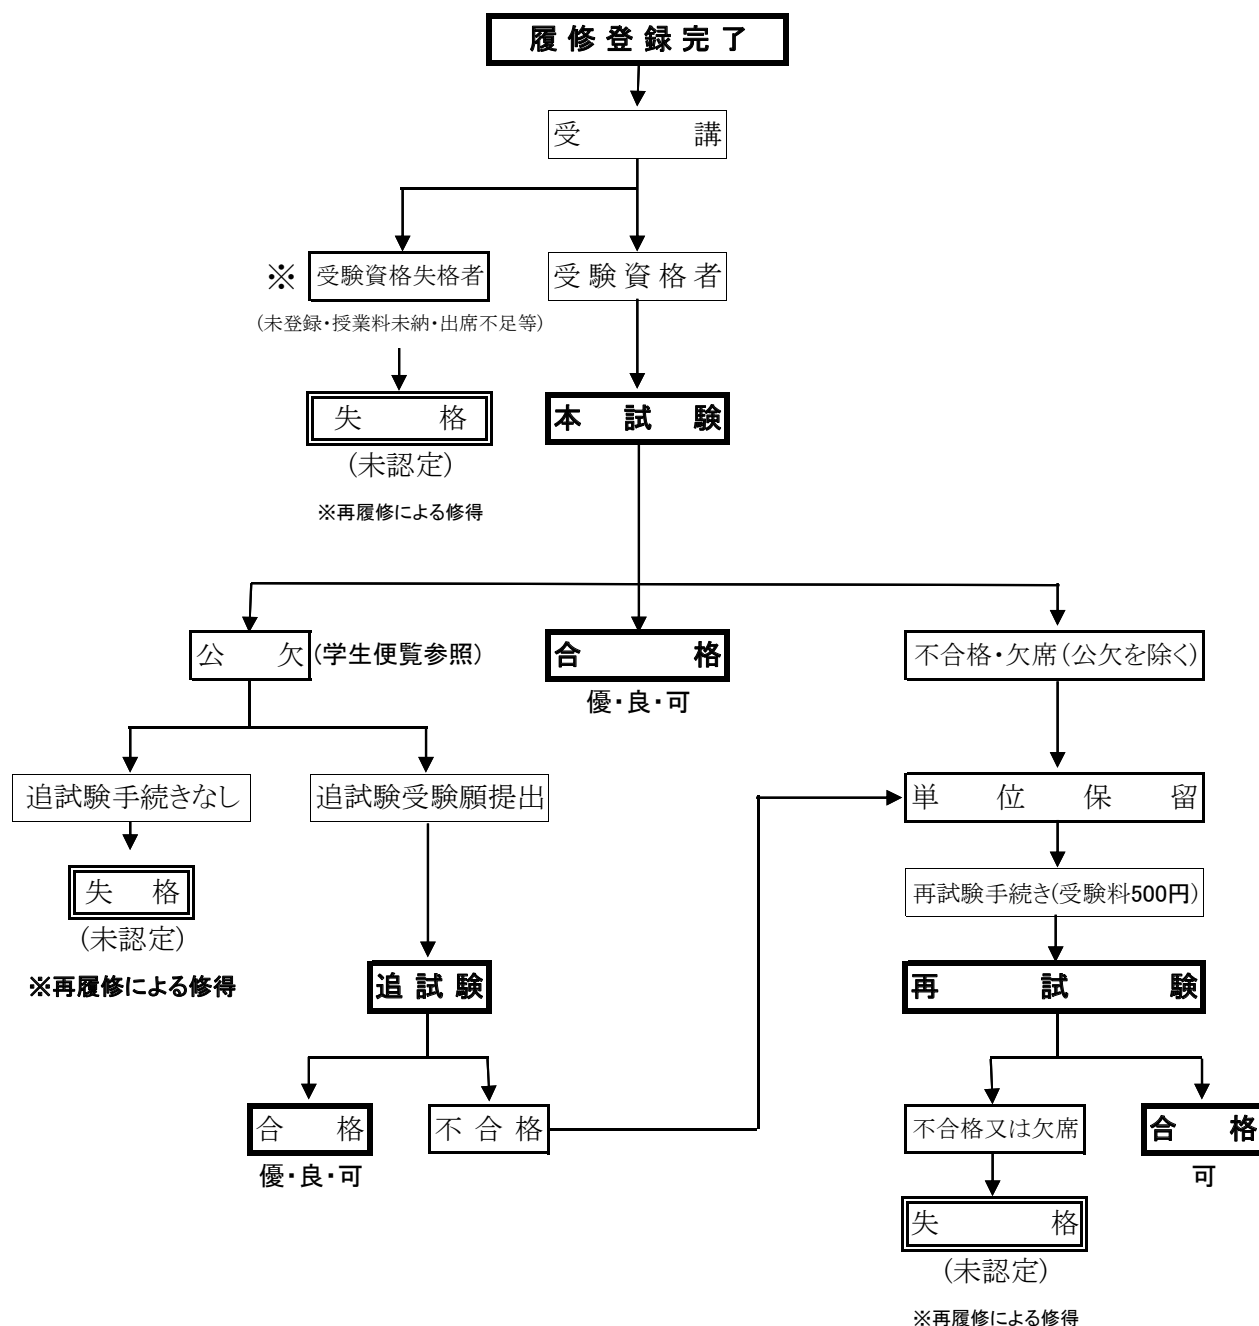 履修登録完了
受講
※ 受験資格失格者
受験資格者
(未登録・授業料未納・出席不足等)
失格
本試験
(未認定)
※再履修による修得
公欠 (学生便覧参照)
合格
不合格・欠席(公欠を除く)
優・良・可
追試験手続きなし
追試験受験願提出
単位保留
失格
再試験手続き(受験料500円)
(未認定)
※再履修による修得
追試験
再試験
合格
不合格
不合格又は欠席
合格
優・良・可
可
失格
(未認定)
※再履修による修得